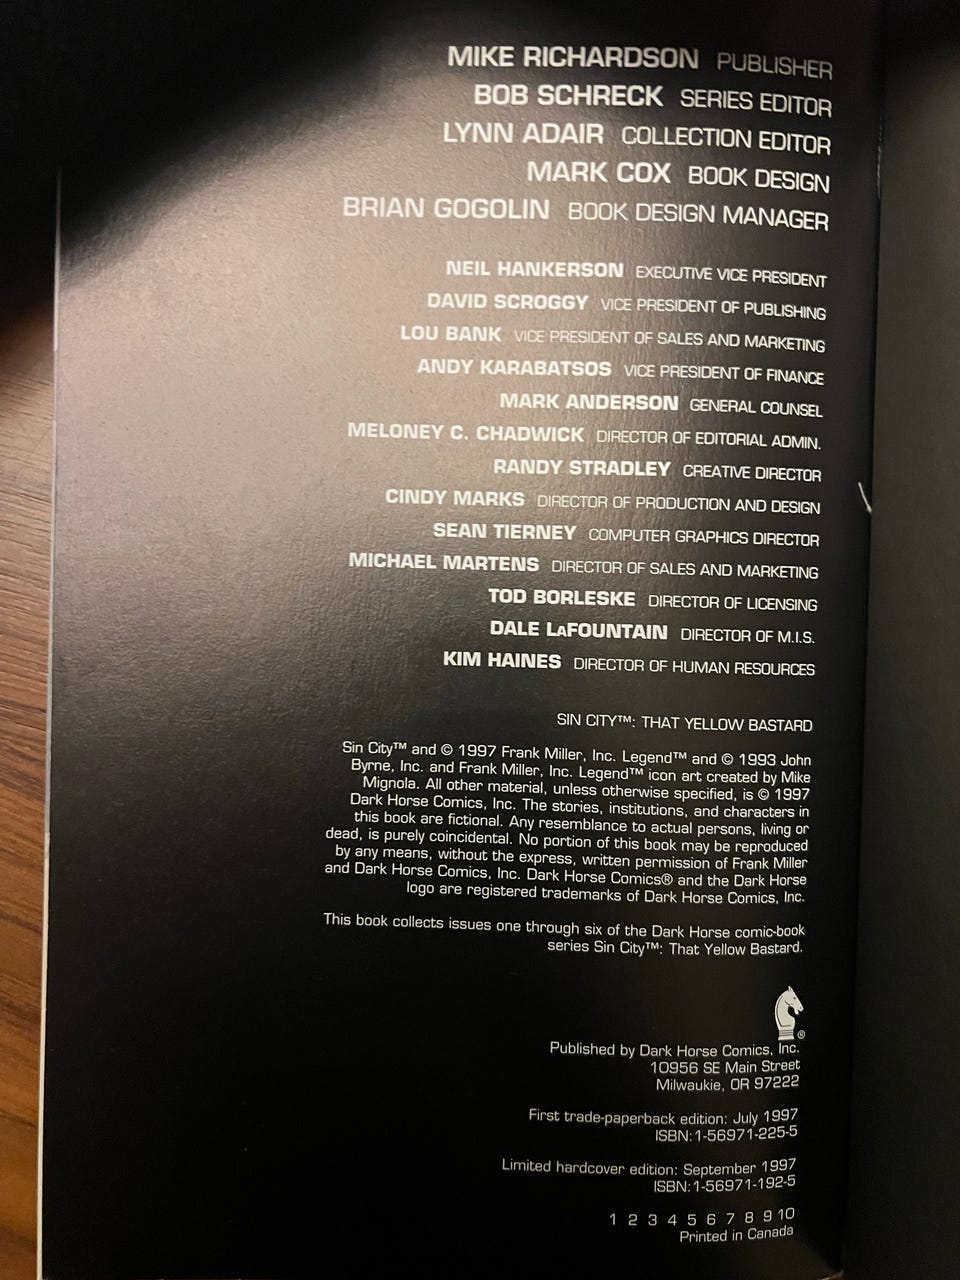 MIKE RICHARDSON PUBLISHER
BOB SCHRECK SERIES EDITOR
LYNN ADAIR COLLECTION EDITOR
MARK COX BOOK DESIGN
BRIAN GOGOLIN BOOK DESIGN MANAGER
NEIL HANKERSON EXECUTIVE VICE PRESIDENT
DAVID SCROGGY VICE PRESIDENT OF PUBLISHING
LOU BANK VICE PRESIDENT OF SALES AND MARKETING
ANDY KARABATSOS VICE PRESIDENT OF FINANCE
MARK ANDERSON GENERAL COUNSEL
MELONEY C. CHADWICK DIRECTOR OF EDITORIAL ADMIN.
RANDY STRADLEY CREATIVE DIRECTOR
CINDY MARKS DIRECTOR OF PRODUCTION AND DESIGN
SEAN TIERNEY COMPUTER GRAPHICS DIRECTOR
MICHAEL MARTENS DIRECTOR OF SALES AND MARKETING
TOD BORLESKE DIRECTOR OF LICENSING
DALE LaFOUNTAIN DIRECTOR OF M.I.S.
KIM HAINES DIRECTOR OF HUMAN RESOURCES
SIN CITY™: THAT YELLOW BASTARD
Sin City™ and © 1997 Frank Miller, Inc. Legend™ and © 1993 John
Byrne, Inc. and Frank Miller, Inc. Legend™ icon art created by Mike
Mignola. All other material, unless otherwise specified, is © 1997
Dark Horse Comics, Inc. The stories, institutions, and characters in
this book are fictional. Any resemblance to actual persons, living or
dead, is purely coincidental. No portion of this book may be reproduced
by any means, without the express, written permission of Frank Miller
and Dark Horse Comics, Inc. Dark Horse Comics® and the Dark Horse
logo are registered trademarks of Dark Horse Comics, Inc.
This book collects issues one through six of the Dark Horse comic-book
series Sin City™: That Yellow Bastard.
®
Published by Dark Horse Comics, Inc.
10956 SE Main Street
Milwaukie, OR 97222
First trade-paperback edition: July 1997
ISBN:1-56971-225-5
Limited hardcover edition: September 1997
ISBN:1-56971-192-5
1 2 3 4 5 6 7 8 9 10
Printed in Canada